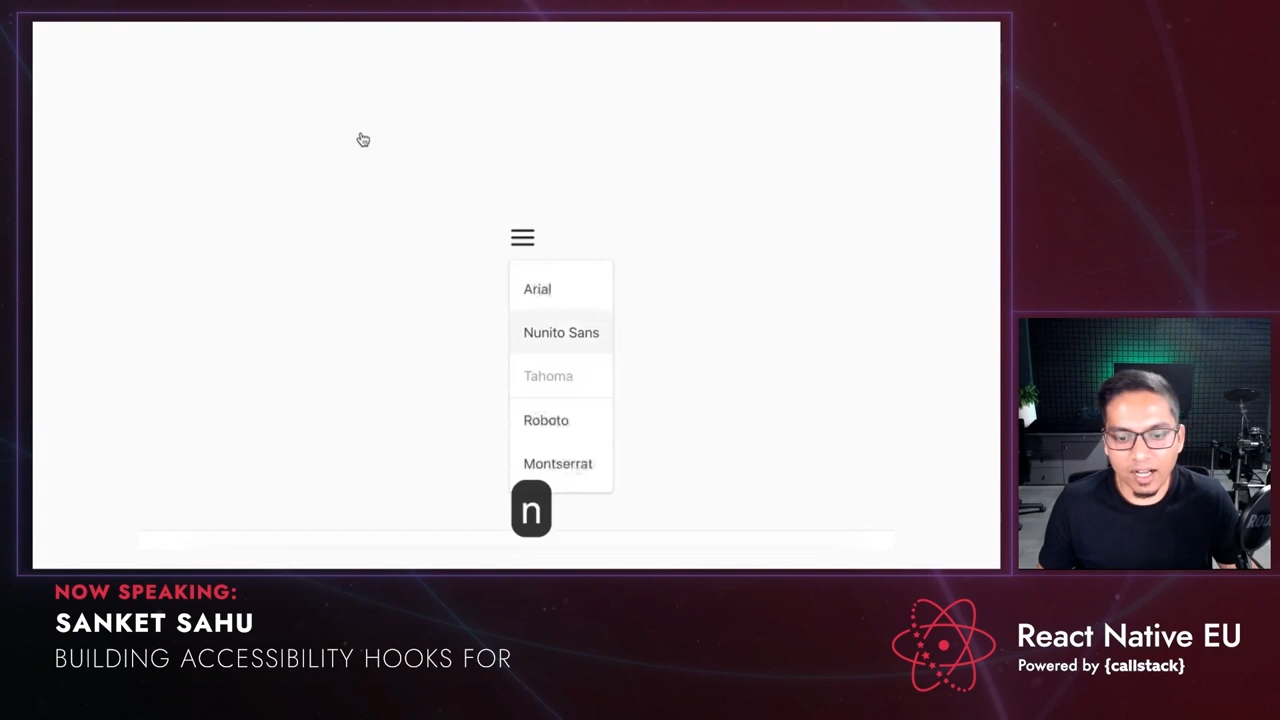 Arial
Nunito Sans
Tahoma
Roboto
Montserrat
n
NOW SPEAKING:
SANKET SAHU
BUILDING ACCESSIBILITY HOOKS FOR
React Native EU
Powered by {callstack}